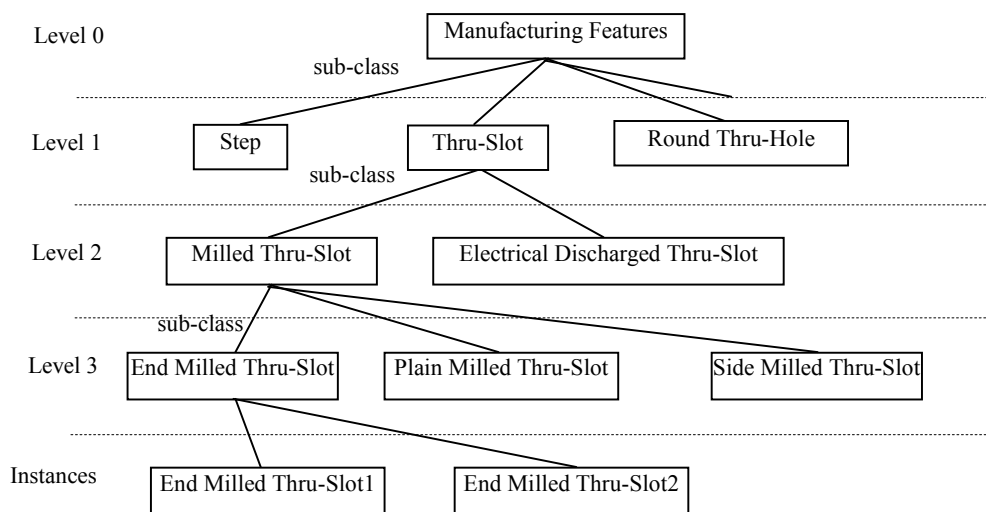 Level 0
Manufacturing Features
sub-class
Level 1
Step
Thru-Slot
Round Thru-Hole
sub-class
Level 2
Milled Thru-Slot
Electrical Discharged Thru-Slot
sub-class
Level 3
End Milled Thru-Slot
Plain Milled Thru-Slot
Side Milled Thru-Slot
Instances
End Milled Thru-Slot1
End Milled Thru-Slot2